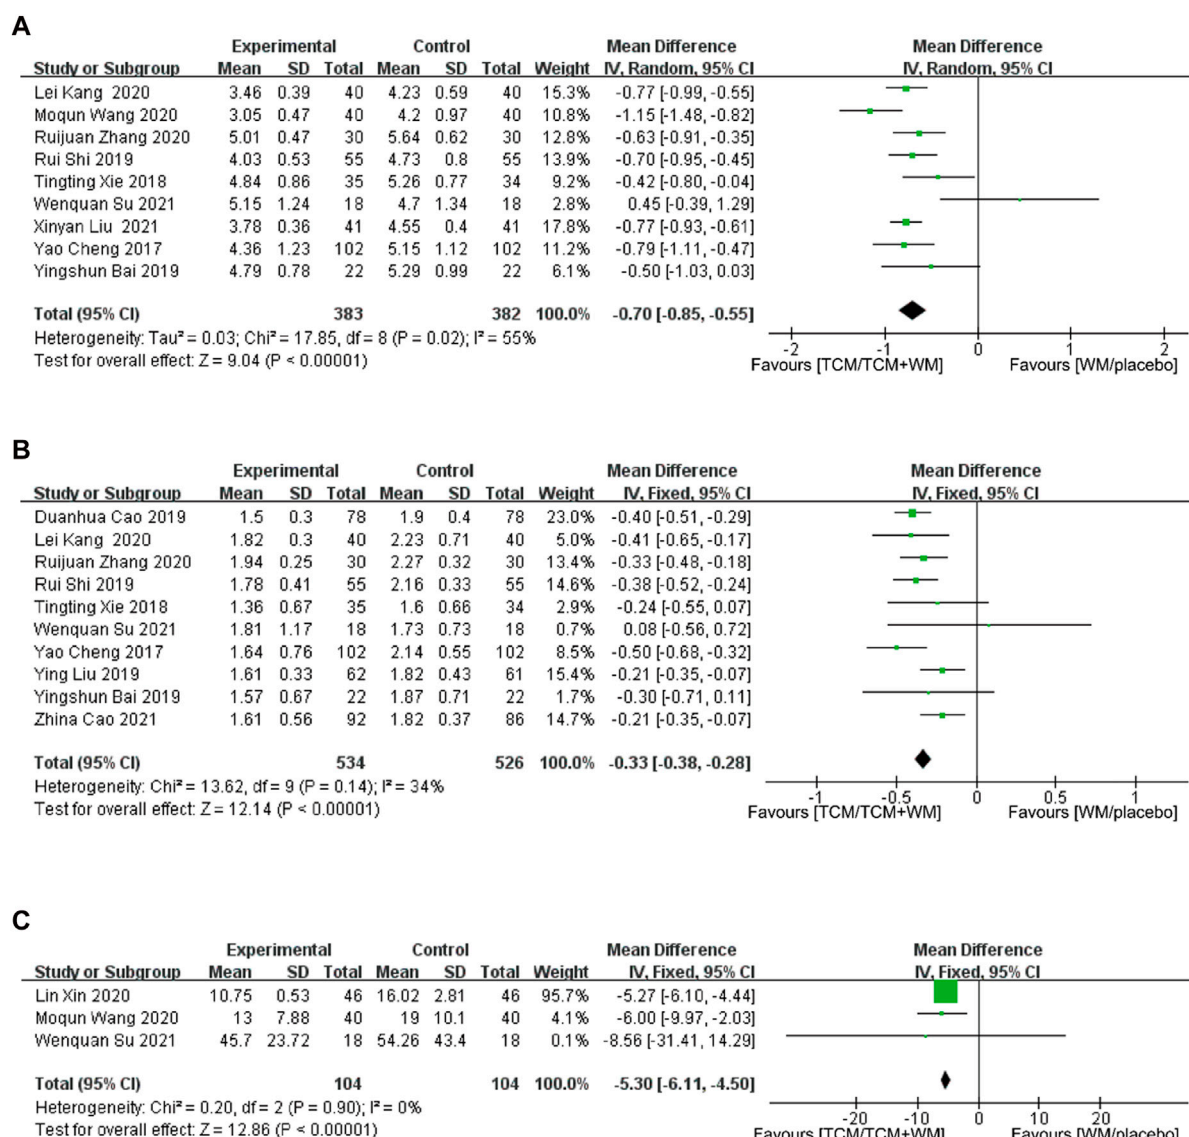 A
Experimental Control Mean Difference Mean Difference
Study or Subgroup Mean SD Total Mean SD Total Weight IV, Random, 95% CI IV, Random, 95% CI
Lei Kang 2020 3.46 0.39 40 4.23 0.59 40 15.3% -0.77 [-0.99, -0.55]
Moqun Wang 2020 3.05 0.47 40 4.2 0.97 40 10.8% -1.15 [-1.48, -0.82]
Ruijuan Zhang 2020 5.01 0.47 30 5.64 0.62 30 12.8% -0.63 [-0.91, -0.35]
Rui Shi 2019 4.03 0.53 55 4.73 0.8 55 13.9% -0.70 [-0.95, -0.45]
Tingting Xie 2018 4.84 0.86 35 5.26 0.77 34 9.2% -0.42 [-0.80, -0.04]
Wenquan Su 2021 5.15 1.24 18 4.7 1.34 18 2.8% 0.45 [-0.39, 1.29]
Xinyan Liu 2021 3.78 0.36 41 4.55 0.4 41 17.8% -0.77 [-0.93, -0.61]
Yao Cheng 2017 4.36 1.23 102 5.15 1.12 102 11.2% -0.79 [-1.11, -0.47]
Yingshun Bai 2019 4.79 0.78 22 5.29 0.99 22 6.1% -0.50 [-1.03, 0.03]
Total (95% CI) 383 382 100.0% -0.70 [-0.85, -0.55]
Heterogeneity: Tau² = 0.03; Chi² = 17.85, df = 8 (P = 0.02); I² = 55%
Test for overall effect: Z = 9.04 (P < 0.00001)
-2 -1 0 1 2
Favours [TCM/TCM+WM] Favours [WM/placebo]
B
Experimental Control Mean Difference Mean Difference
Study or Subgroup Mean SD Total Mean SD Total Weight IV, Fixed, 95% CI IV, Fixed, 95% CI
Duanhua Cao 2019 1.5 0.3 78 1.9 0.4 78 23.0% -0.40 [-0.51, -0.29]
Lei Kang 2020 1.82 0.3 40 2.23 0.71 40 5.0% -0.41 [-0.65, -0.17]
Ruijuan Zhang 2020 1.94 0.25 30 2.27 0.32 30 13.4% -0.33 [-0.48, -0.18]
Rui Shi 2019 1.78 0.41 55 2.16 0.33 55 14.6% -0.38 [-0.52, -0.24]
Tingting Xie 2018 1.36 0.67 35 1.6 0.66 34 2.9% -0.24 [-0.55, 0.07]
Wenquan Su 2021 1.81 1.17 18 1.73 0.73 18 0.7% 0.08 [-0.56, 0.72]
Yao Cheng 2017 1.64 0.76 102 2.14 0.55 102 8.5% -0.50 [-0.68, -0.32]
Ying Liu 2019 1.61 0.33 62 1.82 0.43 61 15.4% -0.21 [-0.35, -0.07]
Yingshun Bai 2019 1.57 0.67 22 1.87 0.71 22 1.7% -0.30 [-0.71, 0.11]
Zhina Cao 2021 1.61 0.56 92 1.82 0.37 86 14.7% -0.21 [-0.35, -0.07]
Total (95% CI) 534 526 100.0% -0.33 [-0.38, -0.28]
Heterogeneity: Chi² = 13.62, df = 9 (P = 0.14); I² = 34%
Test for overall effect: Z = 12.14 (P < 0.00001)
-1 -0.5 0 0.5 1
Favours [TCM/TCM+WM] Favours [WM/placebo]
C
Experimental Control Mean Difference Mean Difference
Study or Subgroup Mean SD Total Mean SD Total Weight IV, Fixed, 95% CI IV, Fixed, 95% CI
Lin Xin 2020 10.75 0.53 46 16.02 2.81 46 95.7% -5.27 [-6.10, -4.44]
Moqun Wang 2020 13 7.88 40 19 10.1 40 4.1% -6.00 [-9.97, -2.03]
Wenquan Su 2021 45.7 23.72 18 54.26 43.4 18 0.1% -8.56 [-31.41, 14.29]
Total (95% CI) 104 104 100.0% -5.30 [-6.11, -4.50]
Heterogeneity: Chi² = 0.20, df = 2 (P = 0.90); I² = 0%
Test for overall effect: Z = 12.86 (P < 0.00001)
-20 -10 0 10 20
Favours [TCM/TCM+WM] Favours [WM/placebo]